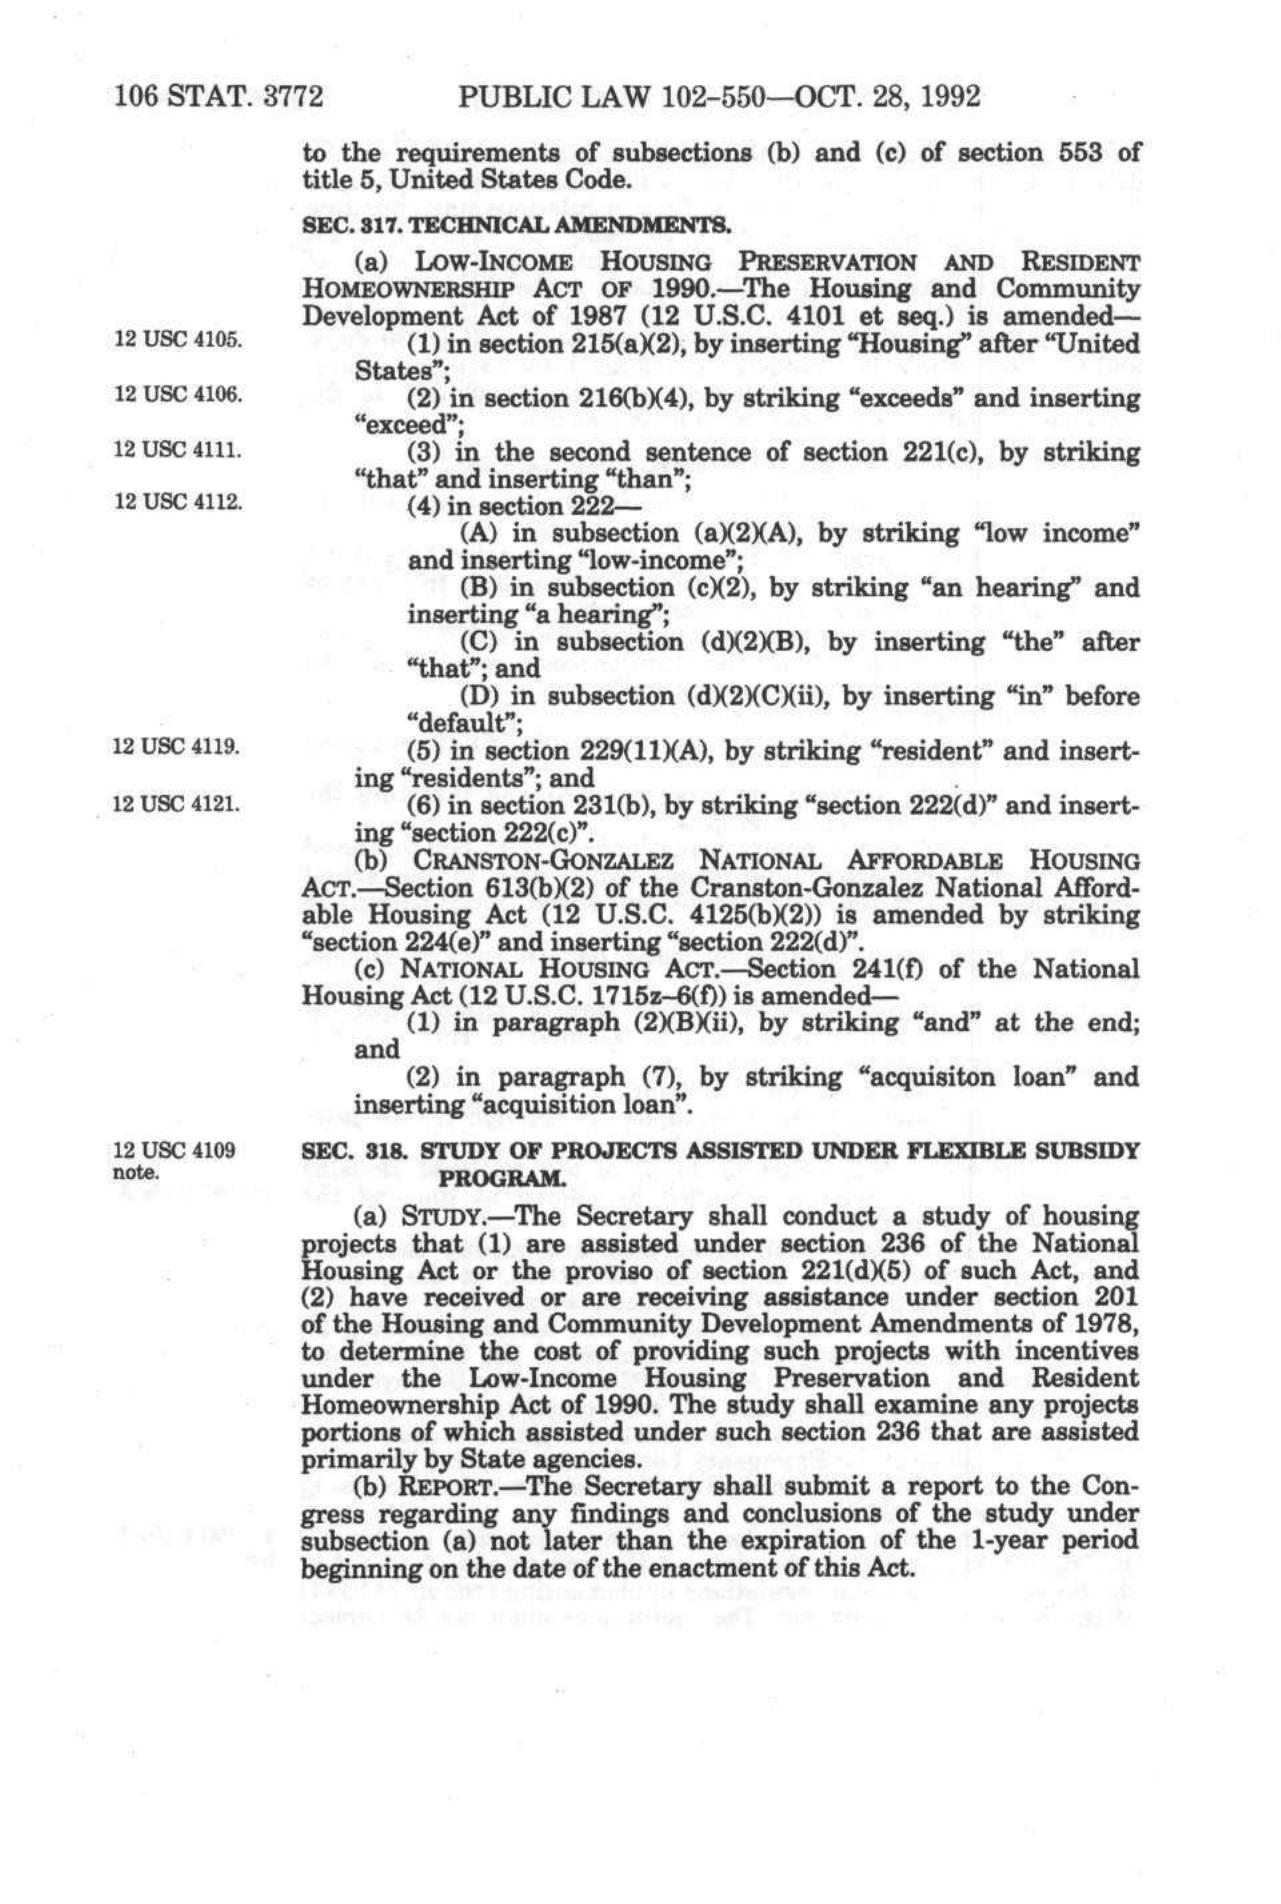 106 STAT. 3772 PUBLIC LAW 102-550—OCT. 28, 1992
to the requirements of subsections (b) and (c) of section 553 of
title 5, United States Code.
SEC. 317. TECHNICAL AMENDMENTS.
(a) LOW-INCOME HOUSING PRESERVATION AND RESIDENT
HOMEOWNERSHIP ACT OF 1990.—The Housing and Community
Development Act of 1987 (12 U.S.C. 4101 et seq.) is amended—
12 USC 4105. (1) in section 215(a)(2), by inserting “Housing” after “United
States”;
12 USC 4106. (2) in section 216(b)(4), by striking “exceeds” and inserting
“exceed”;
12 USC 4111. (3) in the second sentence of section 221(c), by striking
“that” and inserting “than”;
12 USC 4112. (4) in section 222—
(A) in subsection (a)(2)(A), by striking “low income”
and inserting “low-income”;
(B) in subsection (c)(2), by striking “an hearing” and
inserting “a hearing”;
(C) in subsection (d)(2)(B), by inserting “the” after
“that”; and
(D) in subsection (d)(2)(C)(ii), by inserting “in” before
“default”;
12 USC 4119. (5) in section 229(11)(A), by striking “resident” and insert-
ing “residents”; and
12 USC 4121. (6) in section 231(b), by striking “section 222(d)” and insert-
ing “section 222(c)”.
(b) CRANSTON-GONZALEZ NATIONAL AFFORDABLE HOUSING
ACT.—Section 613(b)(2) of the Cranston-Gonzalez National Afford-
able Housing Act (12 U.S.C. 4125(b)(2)) is amended by striking
“section 224(e)” and inserting “section 222(d)”.
(c) NATIONAL HOUSING ACT.—Section 241(f) of the National
Housing Act (12 U.S.C. 1715z-6(f)) is amended—
(1) in paragraph (2)(B)(ii), by striking “and” at the end;
and
(2) in paragraph (7), by striking “acquisiton loan” and
inserting “acquisition loan”.
12 USC 4109 SEC. 318. STUDY OF PROJECTS ASSISTED UNDER FLEXIBLE SUBSIDY
note. PROGRAM.
(a) STUDY.—The Secretary shall conduct a study of housing
projects that (1) are assisted under section 236 of the National
Housing Act or the proviso of section 221(d)(5) of such Act, and
(2) have received or are receiving assistance under section 201
of the Housing and Community Development Amendments of 1978,
to determine the cost of providing such projects with incentives
under the Low-Income Housing Preservation and Resident
Homeownership Act of 1990. The study shall examine any projects
portions of which assisted under such section 236 that are assisted
primarily by State agencies.
(b) REPORT.—The Secretary shall submit a report to the Con-
gress regarding any findings and conclusions of the study under
subsection (a) not later than the expiration of the 1-year period
beginning on the date of the enactment of this Act.